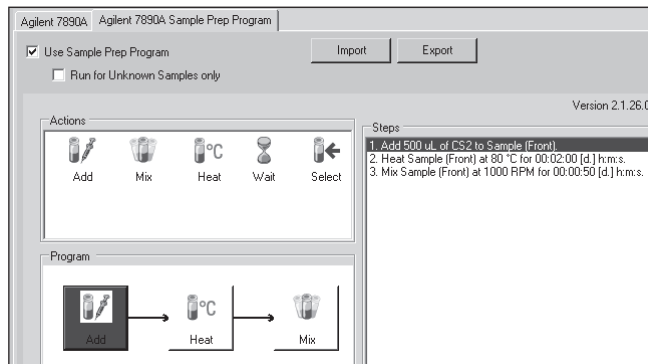 Agilent 7890A Agilent 7890A Sample Prep Program
Use Sample Prep Program
Import Export
Run for Unknown Samples only
Version 2.1.26.0
Actions
°C
Add Mix Heat Wait Select
Steps
1. Add 500 uL of CS2 to Sample (Front).
2. Heat Sample (Front) at 80 °C for 00:02:00 [d.] h:m:s.
3. Mix Sample (Front) at 1000 RPM for 00:00:50 [d.] h:m:s.
Program
°C
Add Heat Mix